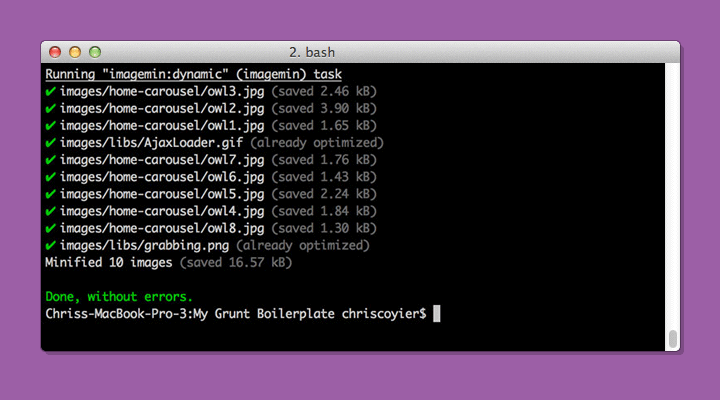 2. bash
Running "imagemin:dynamic" (imagemin) task
✔ images/home-carousel/owl3.jpg (saved 2.46 kB)
✔ images/home-carousel/owl2.jpg (saved 3.90 kB)
✔ images/home-carousel/owl1.jpg (saved 1.65 kB)
✔ images/libs/AjaxLoader.gif (already optimized)
✔ images/home-carousel/owl7.jpg (saved 1.76 kB)
✔ images/home-carousel/owl6.jpg (saved 1.43 kB)
✔ images/home-carousel/owl5.jpg (saved 2.24 kB)
✔ images/home-carousel/owl4.jpg (saved 1.84 kB)
✔ images/home-carousel/owl8.jpg (saved 1.30 kB)
✔ images/libs/grabbing.png (already optimized)
Minified 10 images (saved 16.57 kB)
Done, without errors.
Chriss-MacBook-Pro-3:My Grunt Boilerplate chriscoyier$